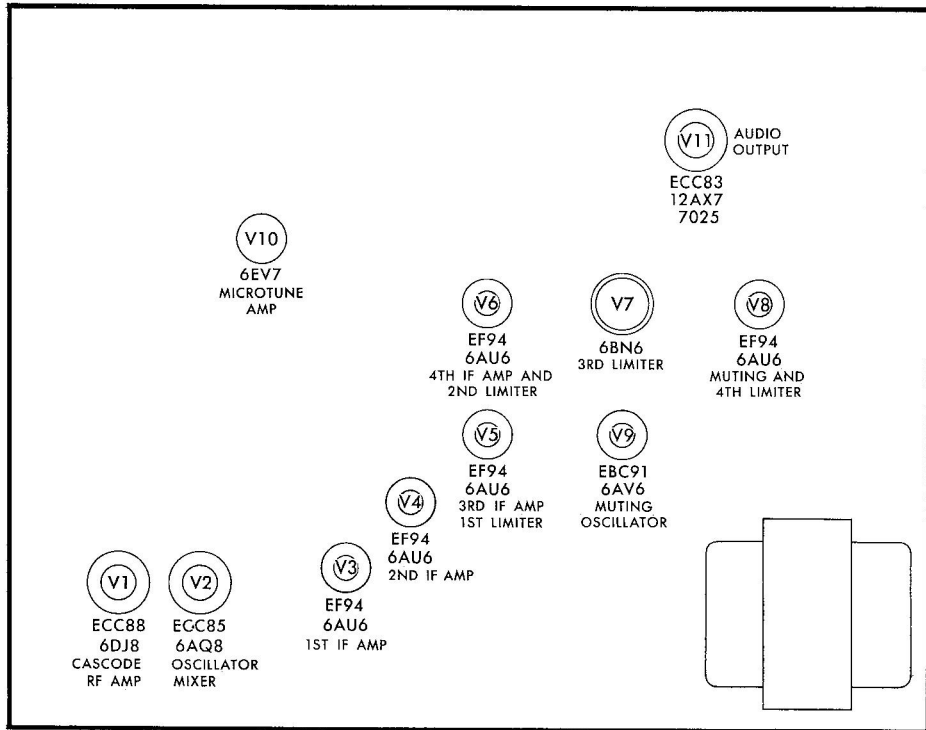 V11
AUDIO
OUTPUT
ECC83
12AX7
7025
V10
6EV7
MICROTUNE
AMP
V6
EF94
6AU6
4TH IF AMP AND
2ND LIMITER
V7
6BN6
3RD LIMITER
V8
EF94
6AU6
MUTING AND
4TH LIMITER
V5
EF94
6AU6
3RD IF AMP
1ST LIMITER
V9
EBC91
6AV6
MUTING
OSCILLATOR
V4
EF94
6AU6
2ND IF AMP
V3
EF94
6AU6
1ST IF AMP
V1
ECC88
6DJ8
CASCODE
RF AMP
V2
ECC85
6AQ8
OSCILLATOR
MIXER